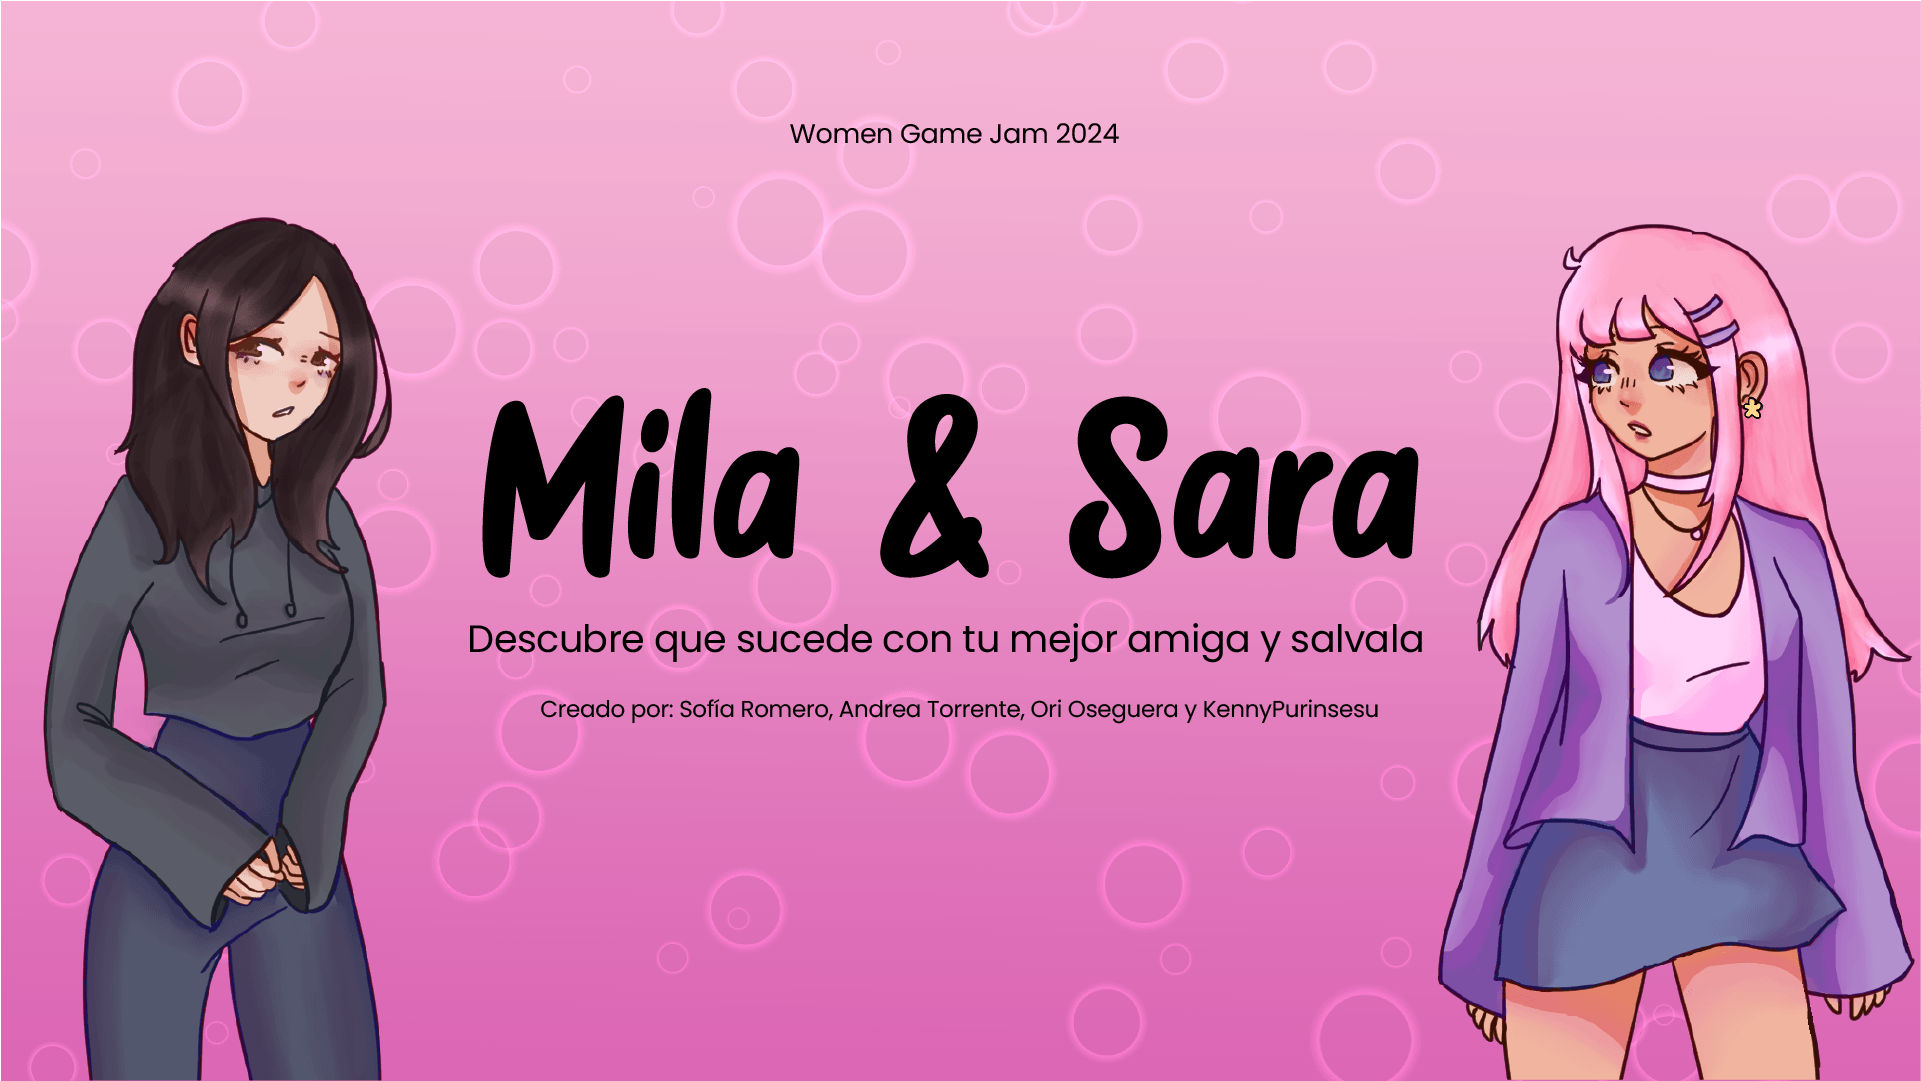 Women Game Jam 2024
Mila & Sara
Descubre que sucede con tu mejor amiga y salvala
Creado por: Sofía Romero, Andrea Torrente, Ori Oseguera y KennyPurinsesu